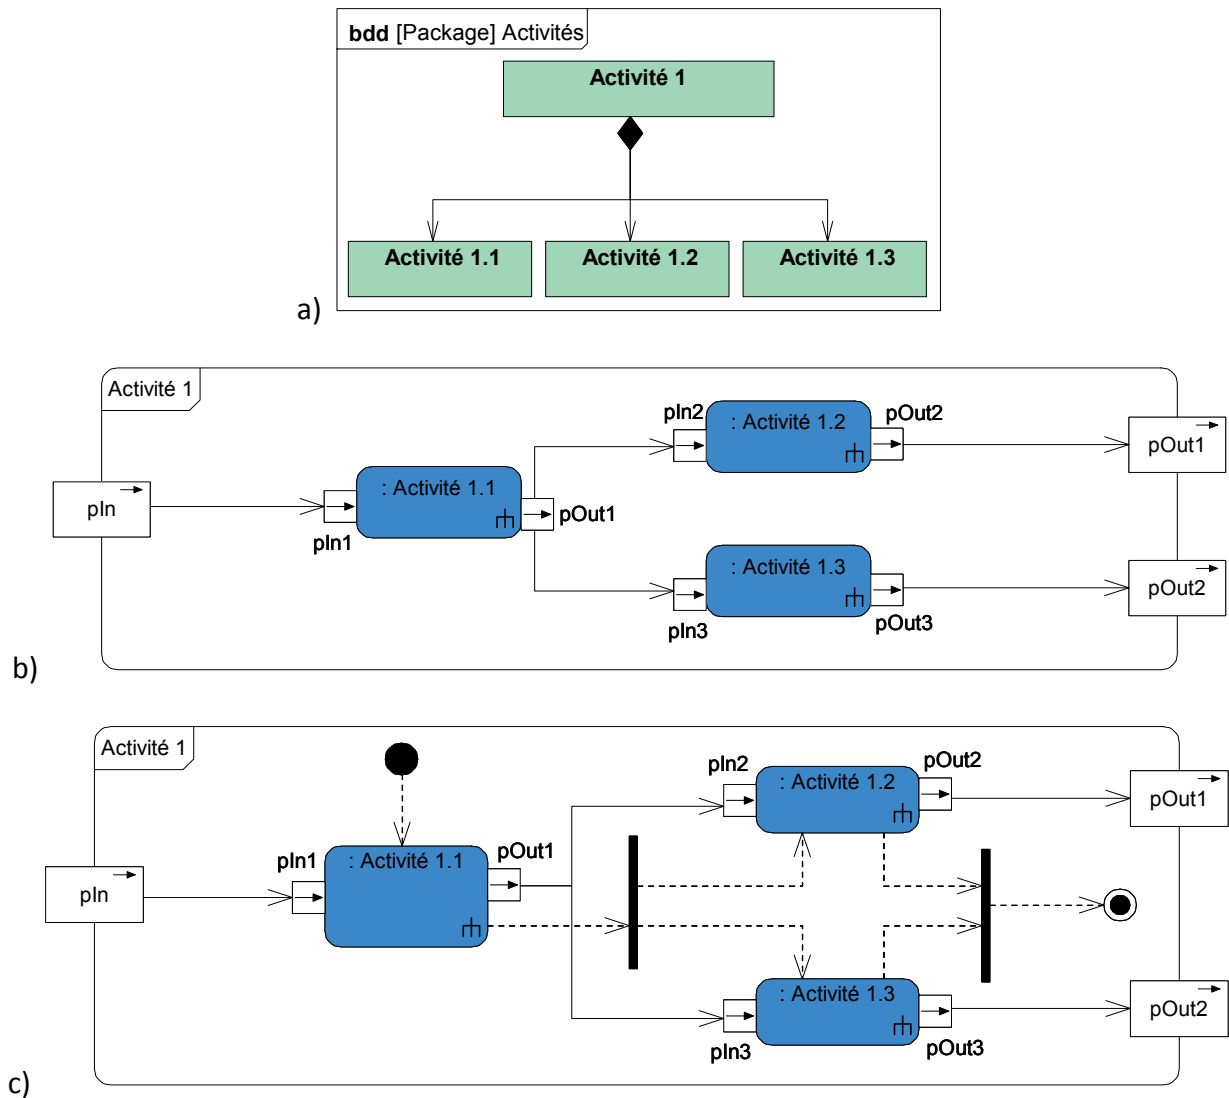 bdd [Package] Activités
Activité 1
Activité 1.1
Activité 1.2
Activité 1.3
a)
Activité 1
pIn
pIn1
: Activité 1.1
pOut1
pIn2
: Activité 1.2
pOut2
pOut1
pIn3
: Activité 1.3
pOut3
pOut2
b)
Activité 1
pIn
pIn1
: Activité 1.1
pOut1
pIn2
: Activité 1.2
pOut2
pOut1
pIn3
: Activité 1.3
pOut3
pOut2
c)